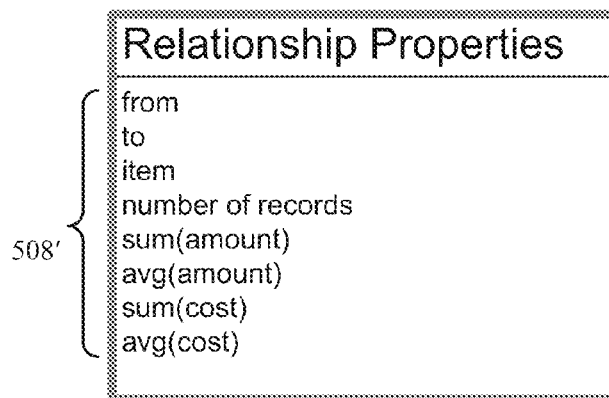 Relationship Properties
from
to
item
number of records
sum(amount)
508′
avg(amount)
sum(cost)
avg(cost)